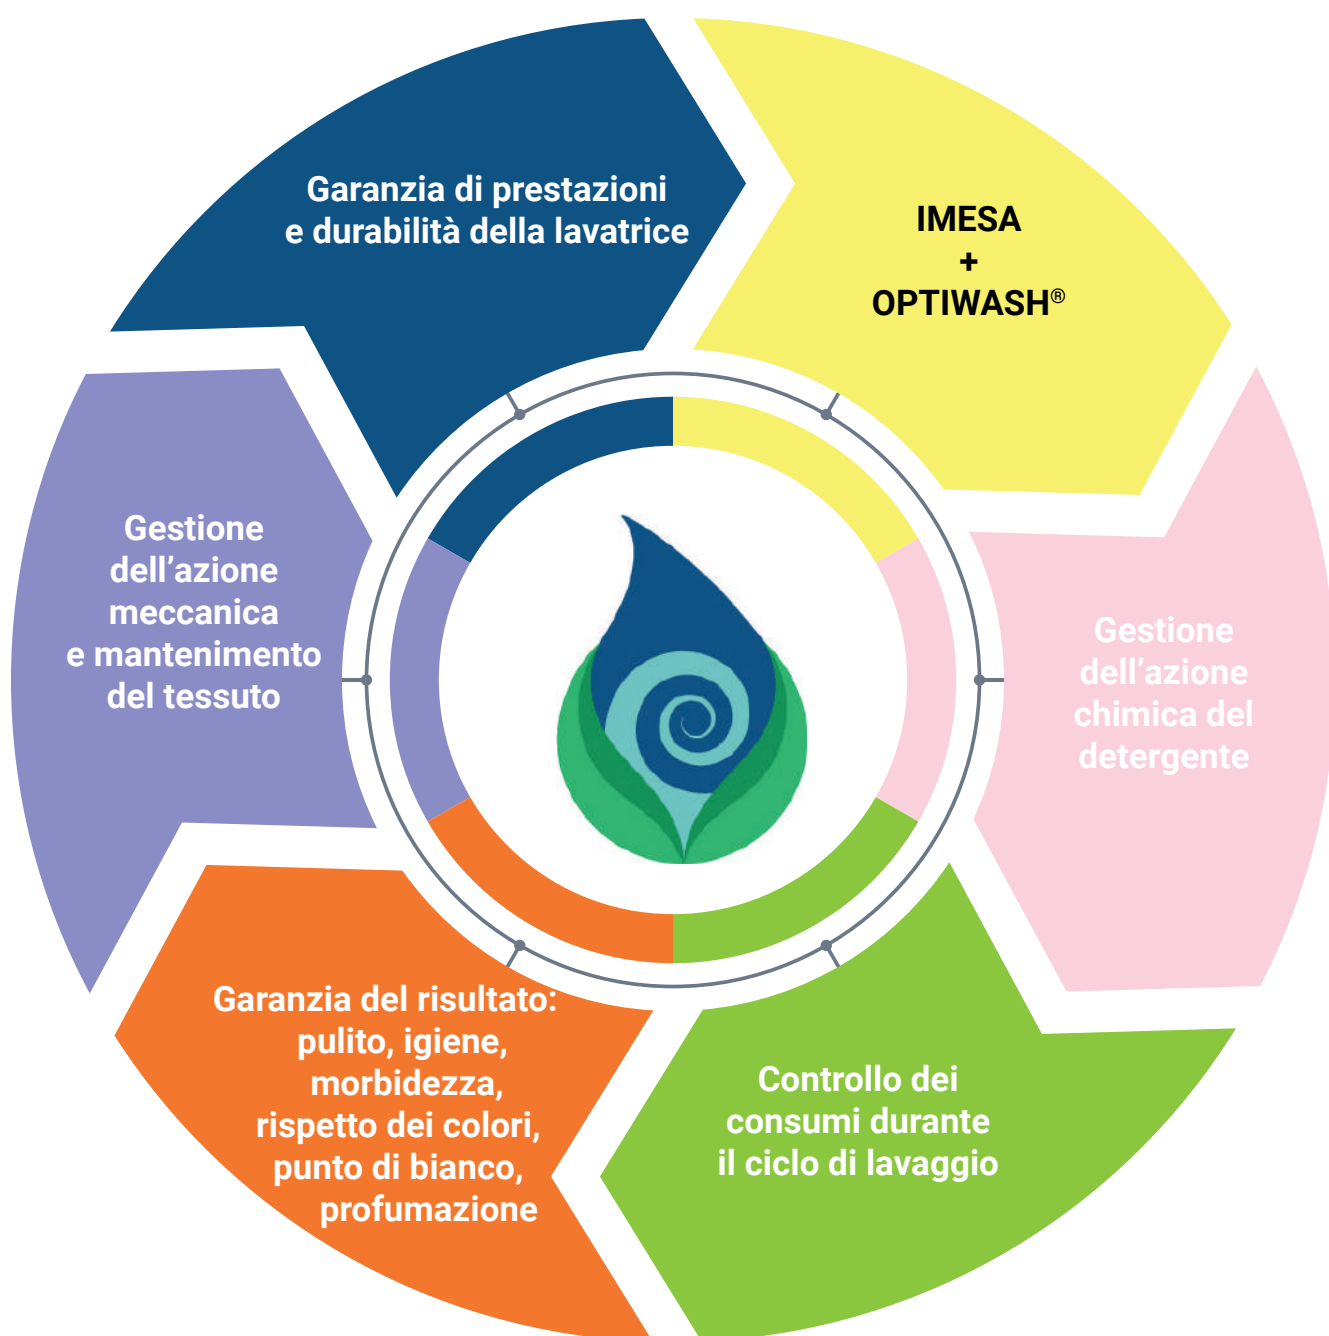 Garanzia di prestazioni
e durabilità della lavatrice
IMESA
+
OPTIWASH®
Gestione
dell’azione
chimica del
detergente
Controllo dei
consumi durante
il ciclo di lavaggio
Garanzia del risultato:
pulito, igiene,
morbidezza,
rispetto dei colori,
punto di bianco,
profumazione
Gestione
dell’azione
meccanica
e mantenimento
del tessuto